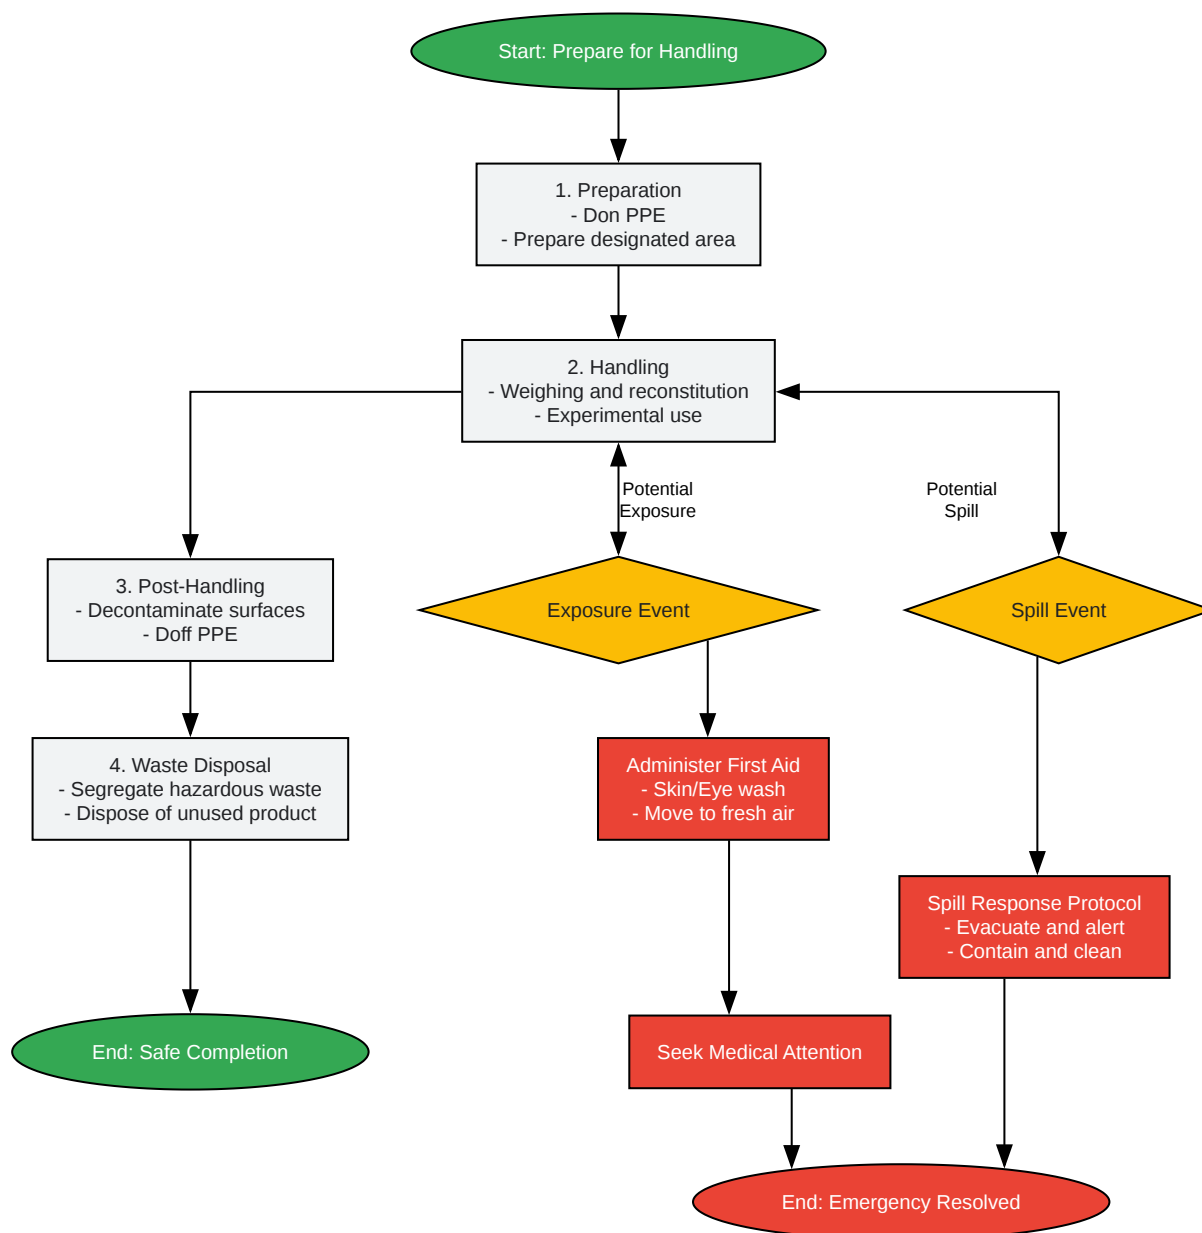 Start: Prepare for Handling
1. Preparation
- Don PPE
- Prepare designated area
2. Handling
- Weighing and reconstitution
- Experimental use
Potential
Exposure
Potential
Spill
3. Post-Handling
- Decontaminate surfaces
- Doff PPE
Exposure Event
Spill Event
4. Waste Disposal
- Segregate hazardous waste
- Dispose of unused product
Administer First Aid
- Skin/Eye wash
- Move to fresh air
Spill Response Protocol
- Evacuate and alert
- Contain and clean
End: Safe Completion
Seek Medical Attention
End: Emergency Resolved